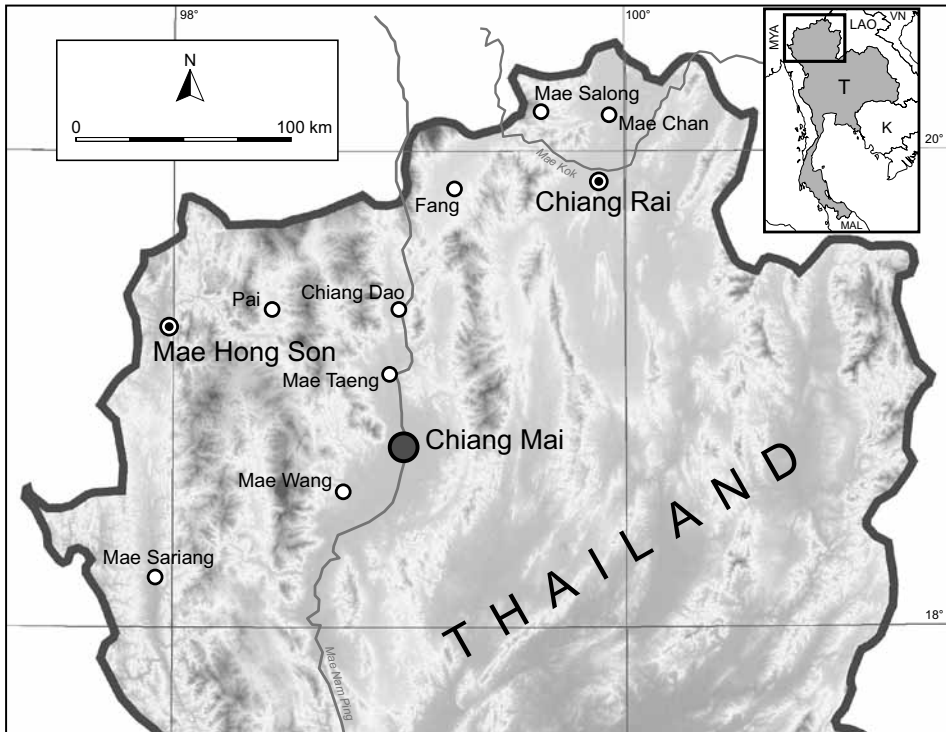 98°
100°
N
0
100 km
MYA
LAO
VN
T
K
MAL
Mae Salong
Mae Chan
20°
Mae Kok
Fang
Chiang Rai
Pai
Chiang Dao
Mae Hong Son
Mae Taeng
Chiang Mai
Mae Wang
THAILAND
Mae Sariang
18°
Mae Nam Ping